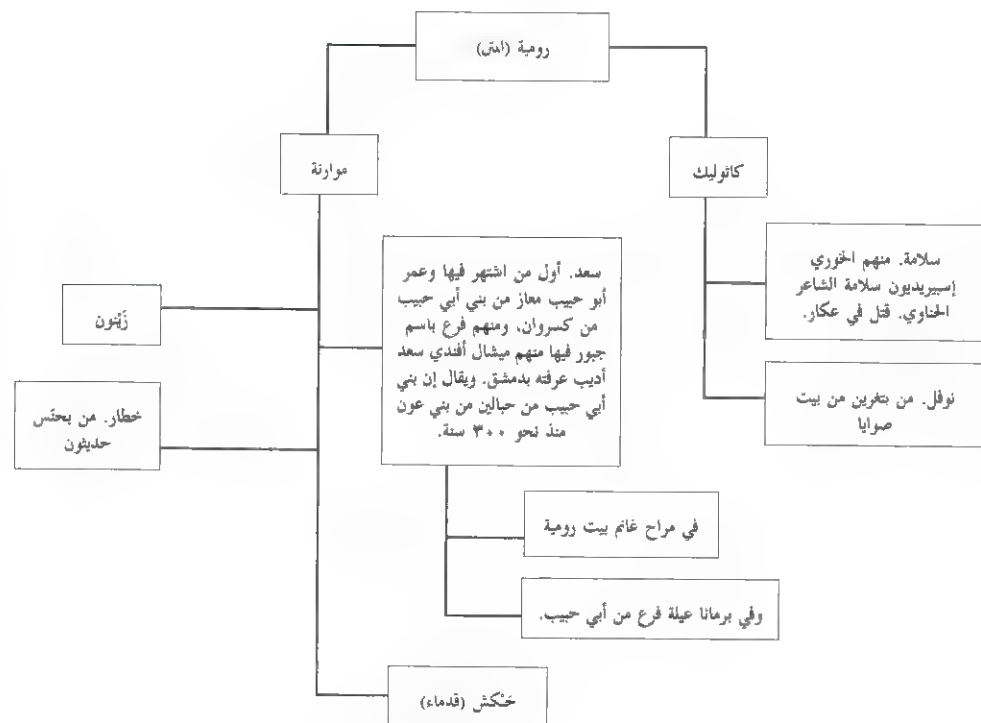 رومية (المتن)
كاثوليك
موارنة
سلامة. منهم الخوري
إسبيريديون سلامة الشاعر
الحناوي. قتل في عكار.
نوفل. من بتغرين من بيت
صوايا
سعد. أول من اشتهر فيها وعمر
أبو حبيب معاز من بني أبي حبيب
من كسروان، ومنهم فرع باسم
جبور فيها منهم ميشال أفندي سعد
أديب عرفته بدمشق. ويقال إن بني
أبي حبيب من حبالين من بني عون
منذ نحو ٣٠٠ سنة.
زَيْنون
خطار. من بحنّس
حديثون
في مراح غانم بيت رومية
وفي برمانا عيلة فرع من أبي حبيب.
حَنْكش (قدماء)